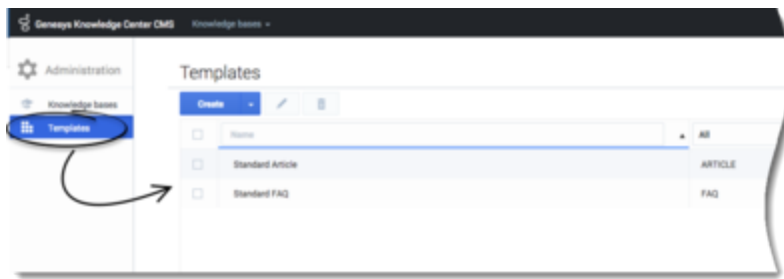 Genesys Knowledge Center CMS Knowledge bases
Administration
Templates
Knowledge bases
Create
Templates
Name All
Standard Article ARTICLE
Standard FAQ FAQ